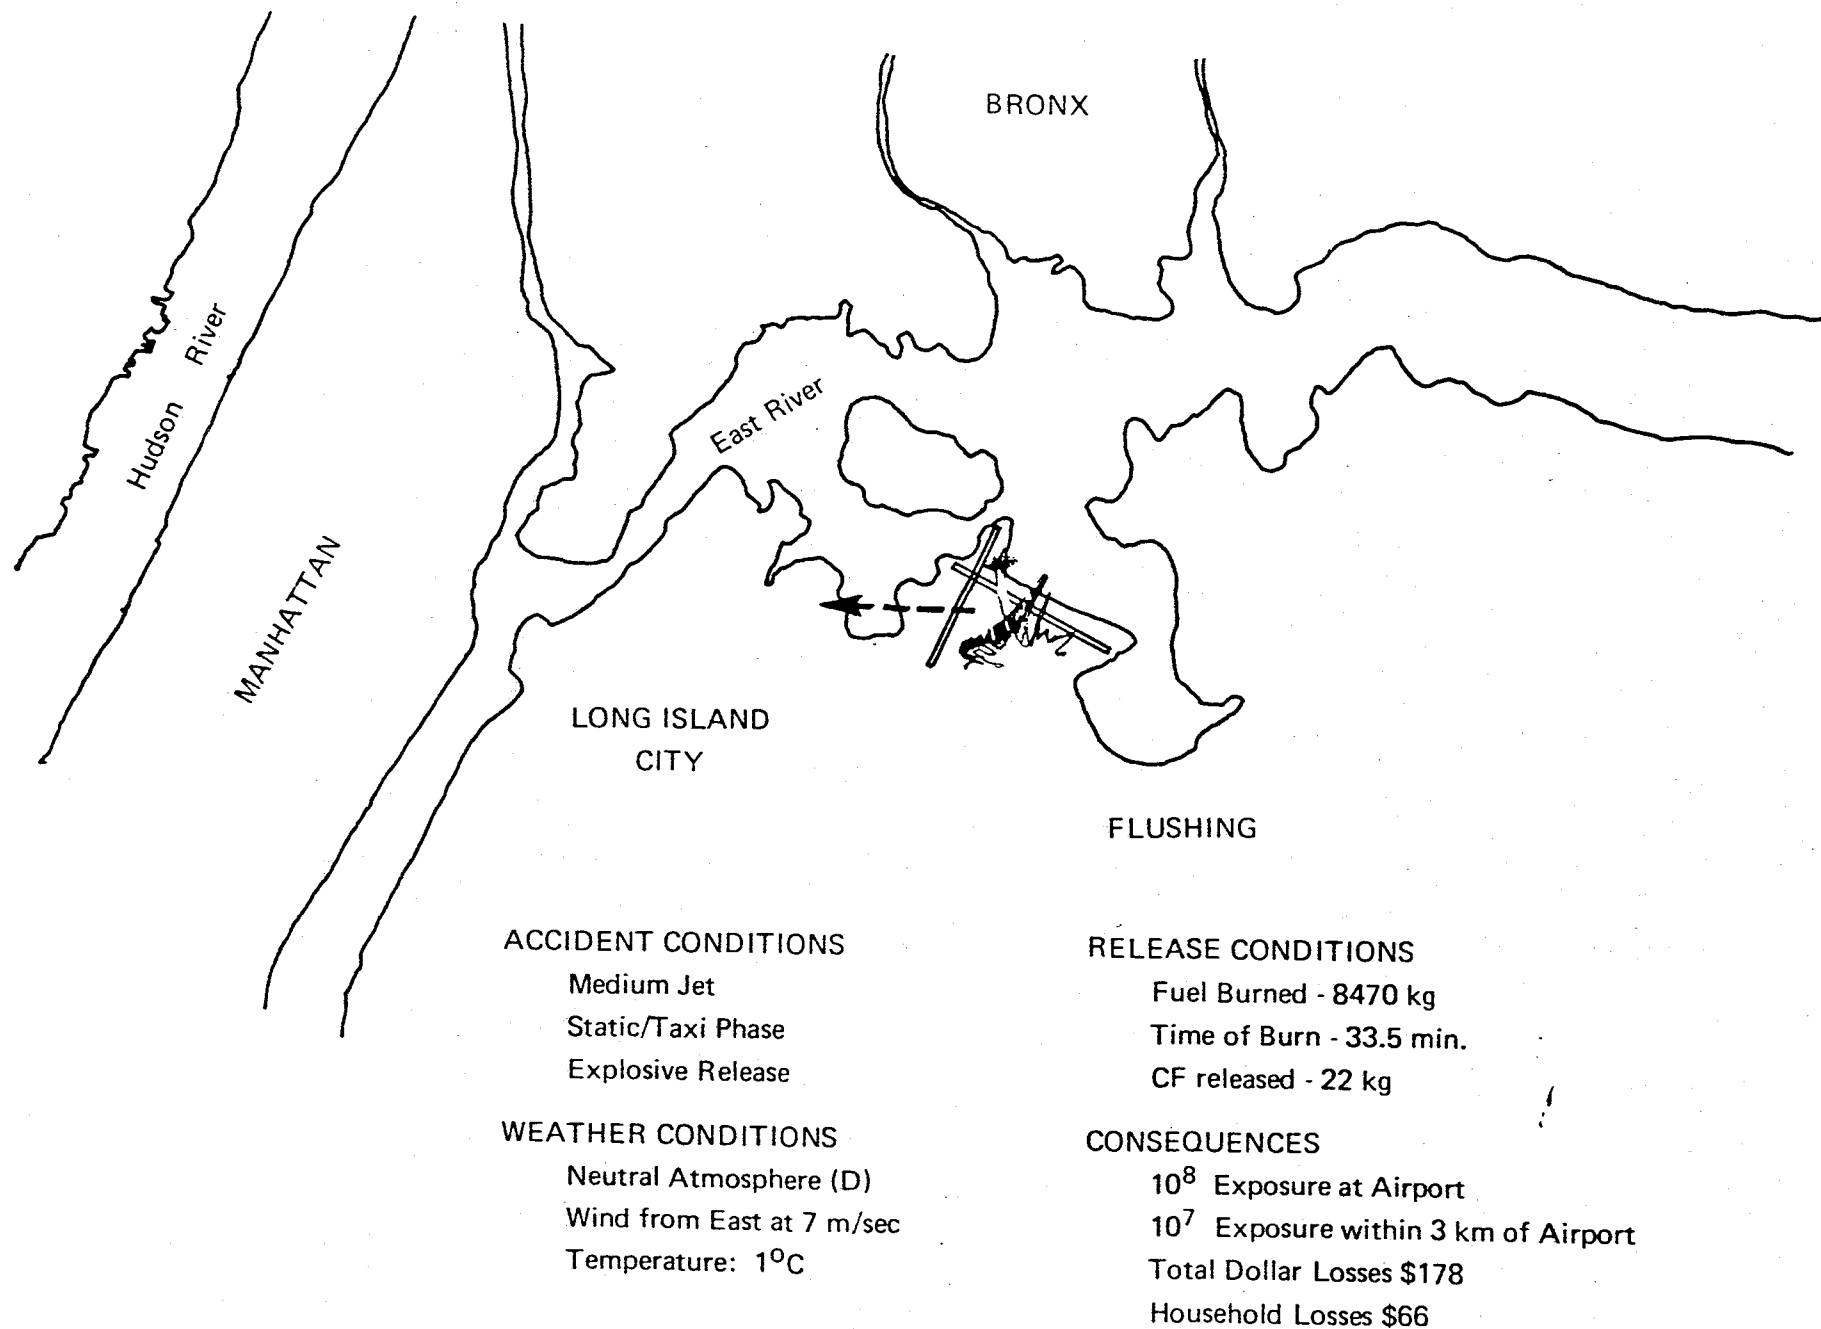 BRONX
Hudson River
East River
MANHATTAN
LONG ISLAND
CITY
FLUSHING
ACCIDENT CONDITIONS
Medium Jet
Static/Taxi Phase
Explosive Release
WEATHER CONDITIONS
Neutral Atmosphere (D)
Wind from East at 7 m/sec
Temperature: 1⁰C
RELEASE CONDITIONS
Fuel Burned - 8470 kg
Time of Burn - 33.5 min.
CF released - 22 kg
CONSEQUENCES
10⁸ Exposure at Airport
10⁷ Exposure within 3 km of Airport
Total Dollar Losses $178
Household Losses $66